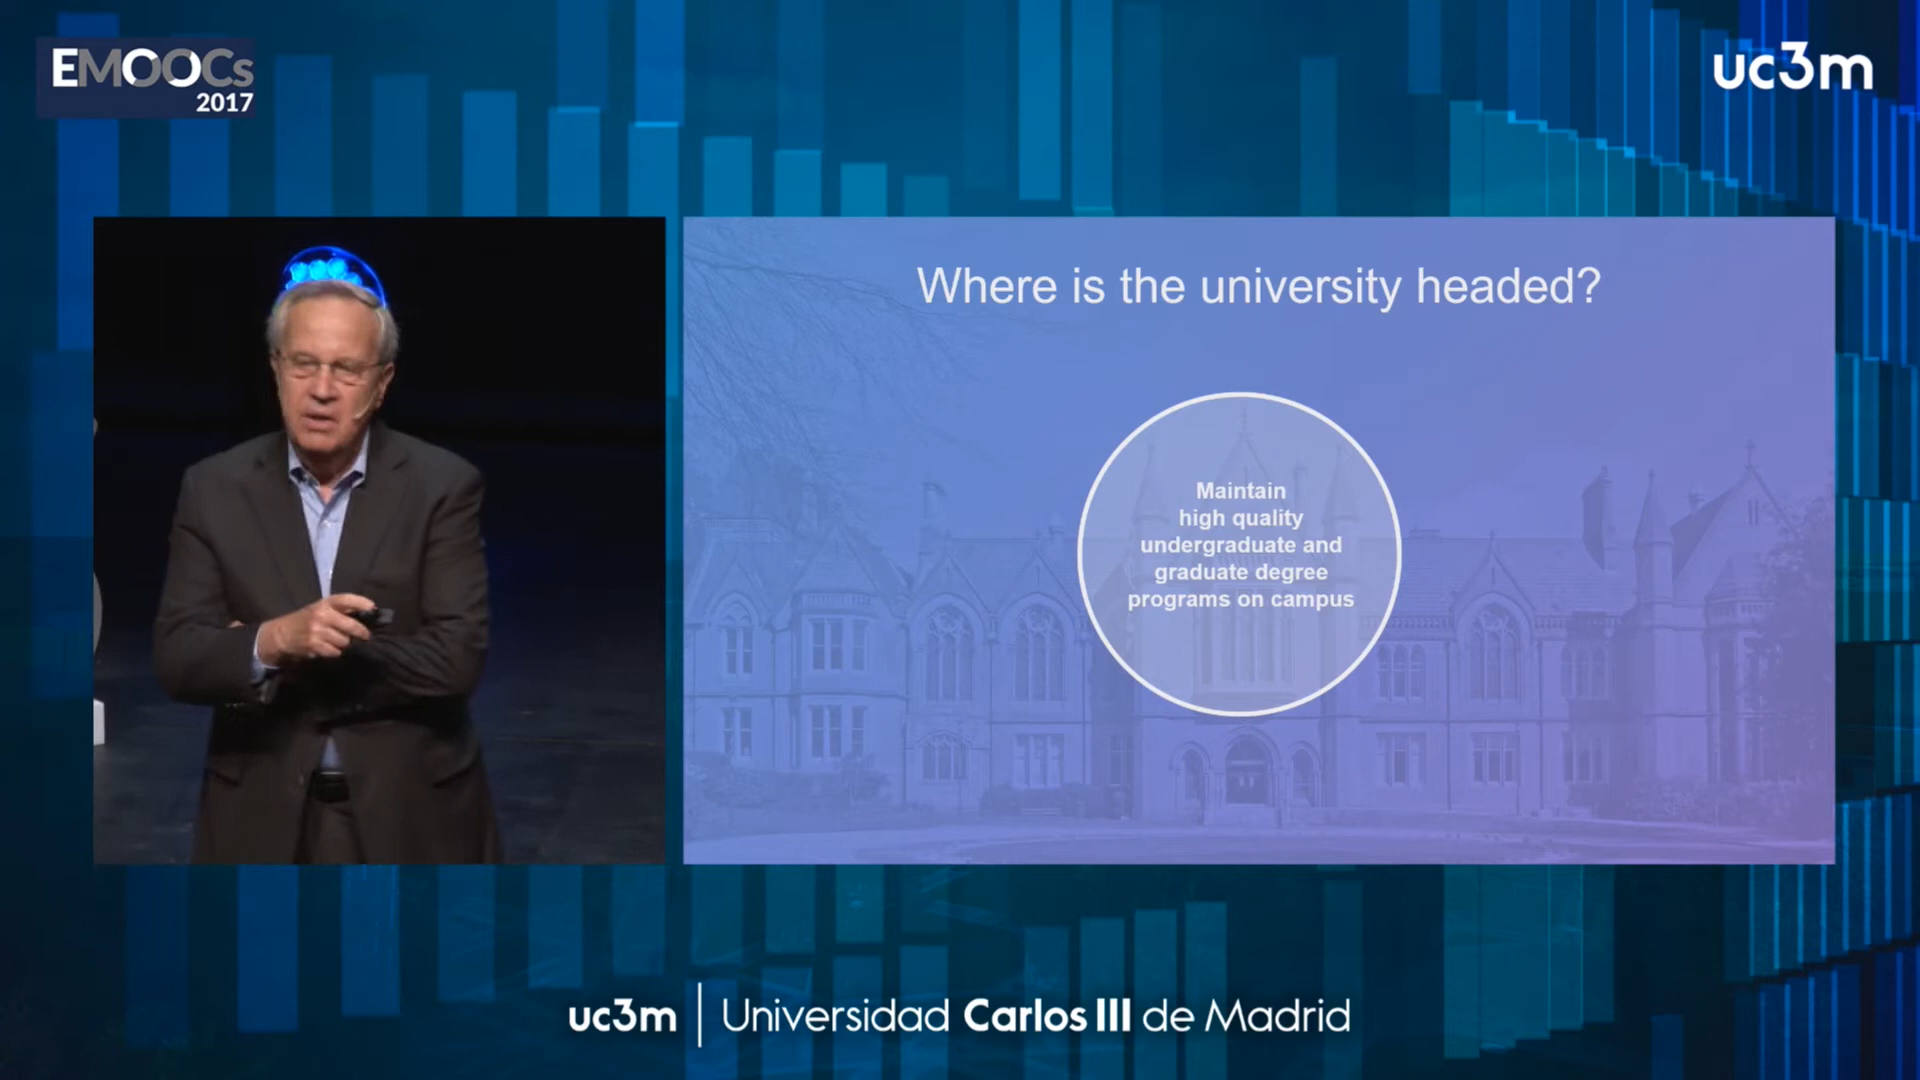 EMOOCs
2017
uc3m
Where is the university headed?
Maintain
high quality
undergraduate and
graduate degree
programs on campus
uc3m | Universidad Carlos III de Madrid